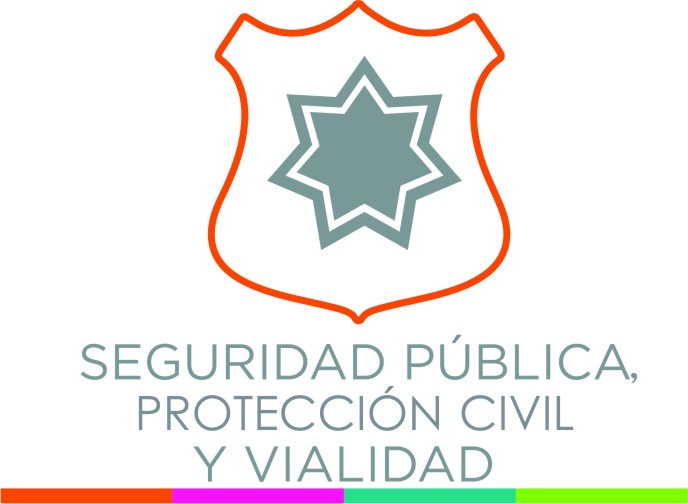 SEGURIDAD PÚBLICA,
PROTECCIÓN CIVIL
Y VIALIDAD